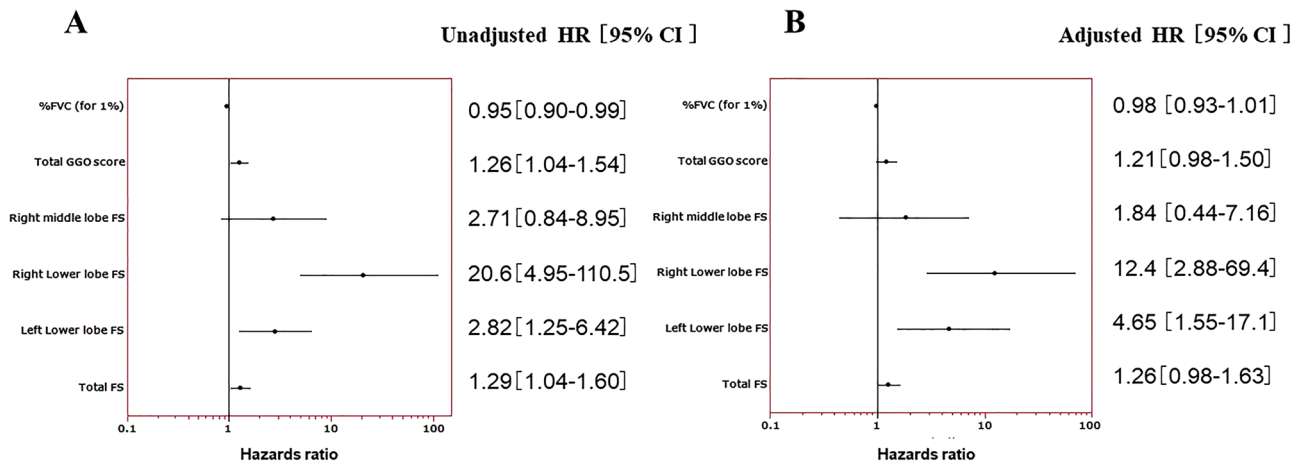 A
Unadjusted HR [95% CI]
%FVC (for 1%)
0.95[0.90-0.99]
Total GGO score
1.26[1.04-1.54]
Right middle lobe FS
2.71[0.84-8.95]
Right Lower lobe FS
20.6[4.95-110.5]
Left Lower lobe FS
2.82[1.25-6.42]
Total FS
1.29[1.04-1.60]
0.1 1 10 100
Hazards ratio
B
Adjusted HR [95% CI]
%FVC (for 1%)
0.98 [0.93-1.01]
Total GGO score
1.21 [0.98-1.50]
Right middle lobe FS
1.84 [0.44-7.16]
Right Lower lobe FS
12.4 [2.88-69.4]
Left Lower lobe FS
4.65 [1.55-17.1]
Total FS
1.26[0.98-1.63]
0.1 1 10 100
Hazards ratio